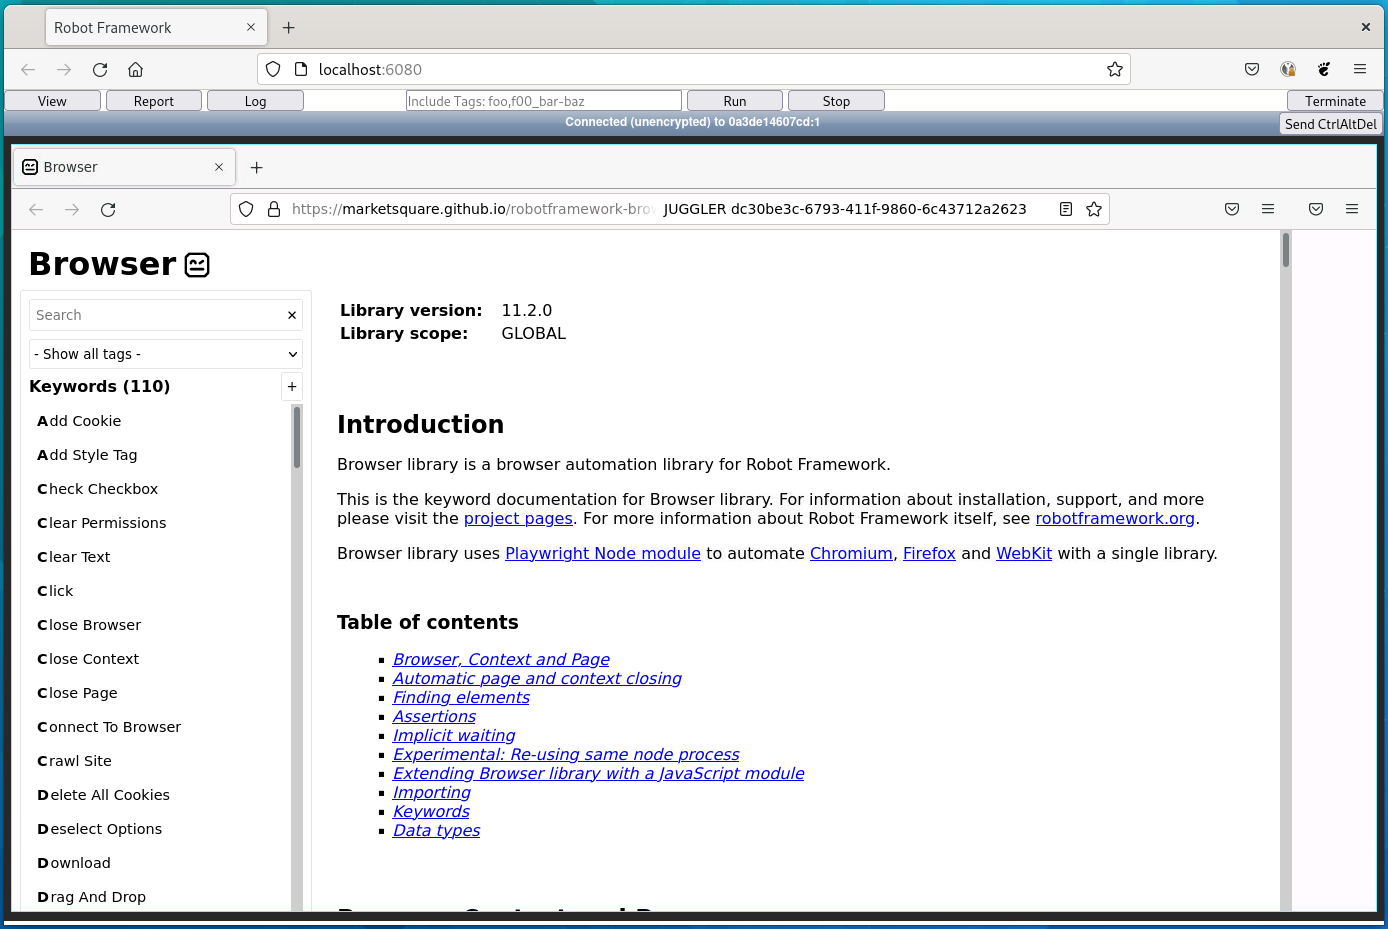 Robot Framework
localhost:6080
View Report Log Include Tags: foo,f00_bar-baz Run Stop Terminate
Connected (unencrypted) to 0a3de14607cd:1
Send CtrlAltDel
Browser
https://marketsquare.github.io/robotframework-brow JUGGLER dc30be3c-6793-411f-9860-6c43712a2623
Browser
Search
- Show all tags -
Keywords (110)
+
Add Cookie
Add Style Tag
Check Checkbox
Clear Permissions
Clear Text
Click
Close Browser
Close Context
Close Page
Connect To Browser
Crawl Site
Delete All Cookies
Deselect Options
Download
Drag And Drop
Library version: 11.2.0
Library scope: GLOBAL
Introduction
Browser library is a browser automation library for Robot Framework.
This is the keyword documentation for Browser library. For information about installation, support, and more
please visit the project pages. For more information about Robot Framework itself, see robotframework.org.
Browser library uses Playwright Node module to automate Chromium, Firefox and WebKit with a single library.
Table of contents
Browser, Context and Page
Automatic page and context closing
Finding elements
Assertions
Implicit waiting
Experimental: Re-using same node process
Extending Browser library with a JavaScript module
Importing
Keywords
Data types